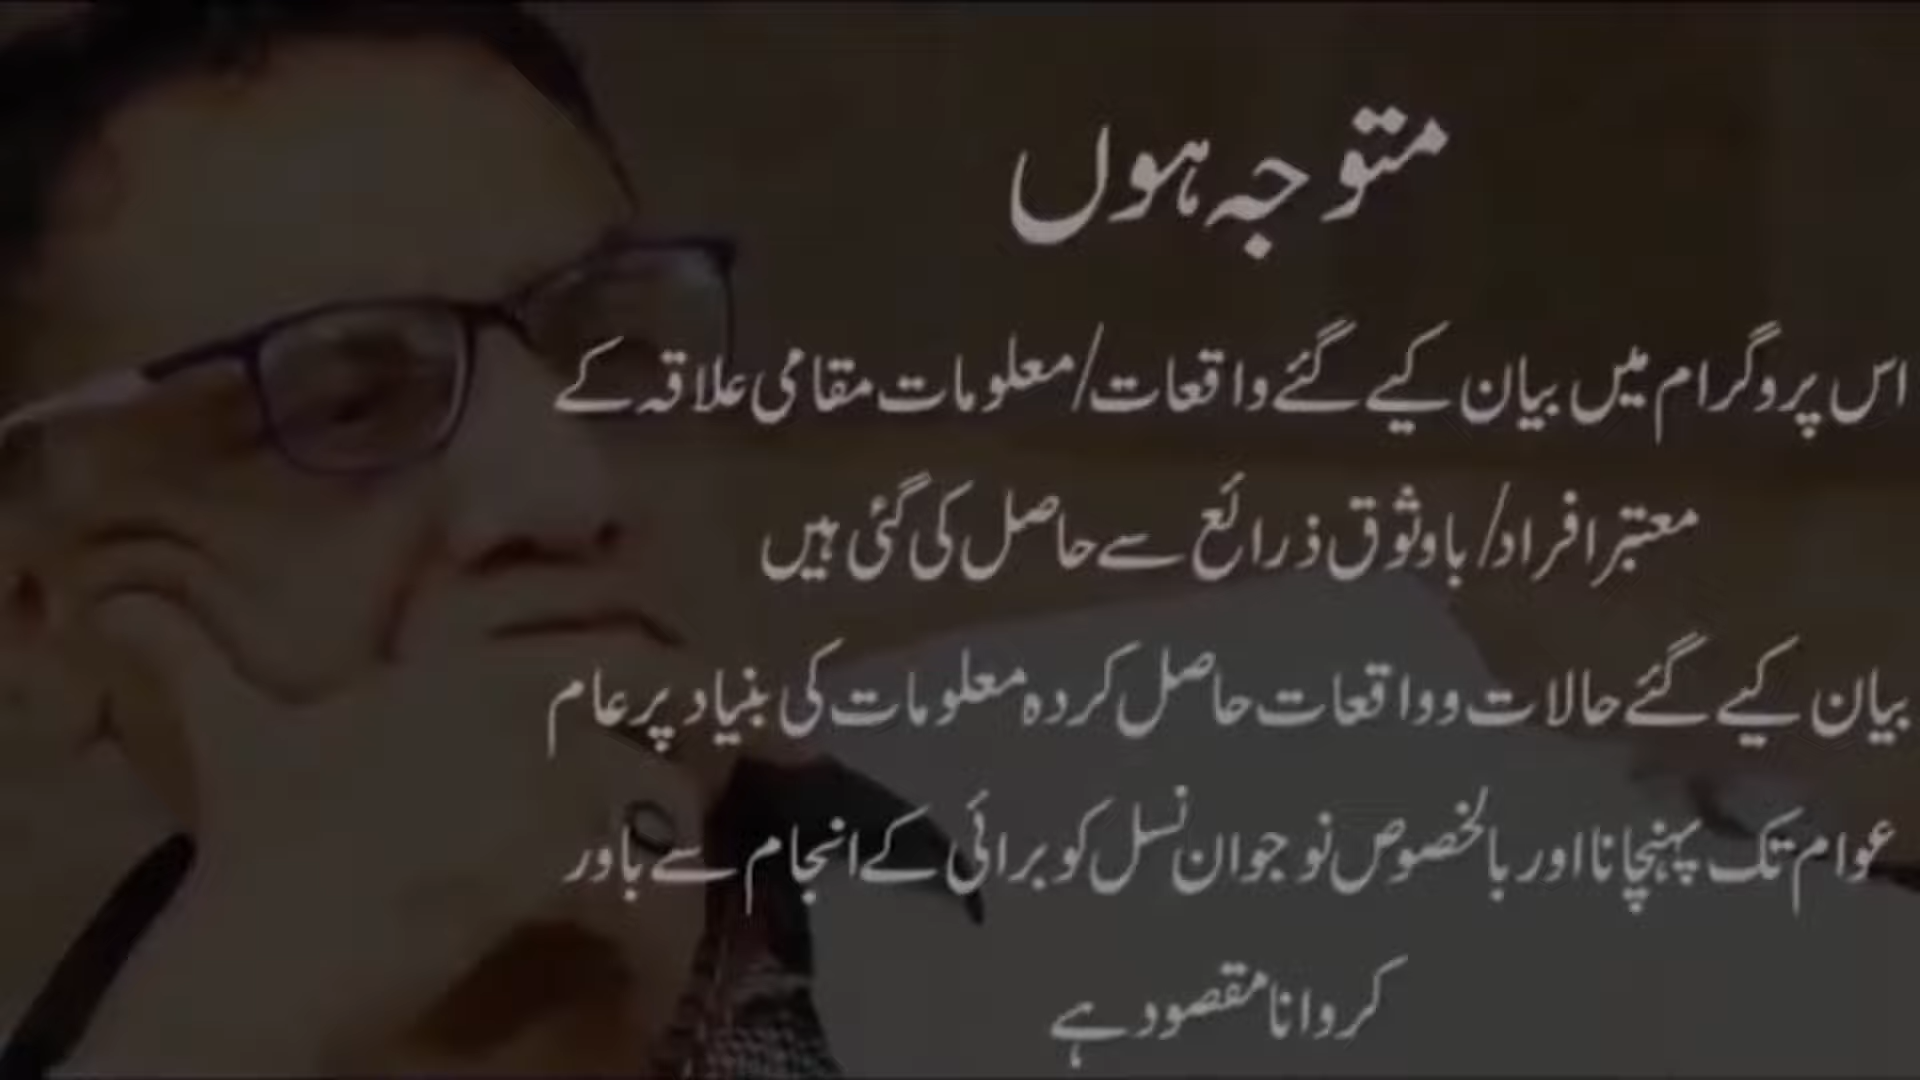 متوجہ ہوں
اس پروگرام میں بیان کیے گئے واقعات/معلومات مقامی علاقہ کے
معتبر افراد/ باوثوق ذرائع سے حاصل کی گئی ہیں
بیان کیے گئے حالات و واقعات حاصل کردہ معلومات کی بنیاد پر عام
عوام تک پہنچانا اور بالخصوص نوجوان نسل کو برائی کے انجام سے باور
کروانا مقصود ہے